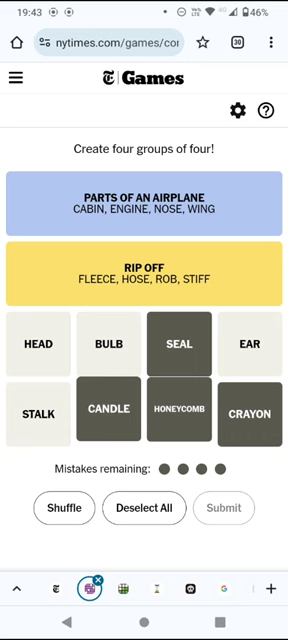 19:43 46%
nytimes.com/games/cor 30
Games
Create four groups of four!
PARTS OF AN AIRPLANE
CABIN, ENGINE, NOSE, WING
RIP OFF
FLEECE, HOSE, ROB, STIFF
HEAD BULB SEAL EAR
STALK CANDLE HONEYCOMB CRAYON
Mistakes remaining:
Shuffle Deselect All Submit